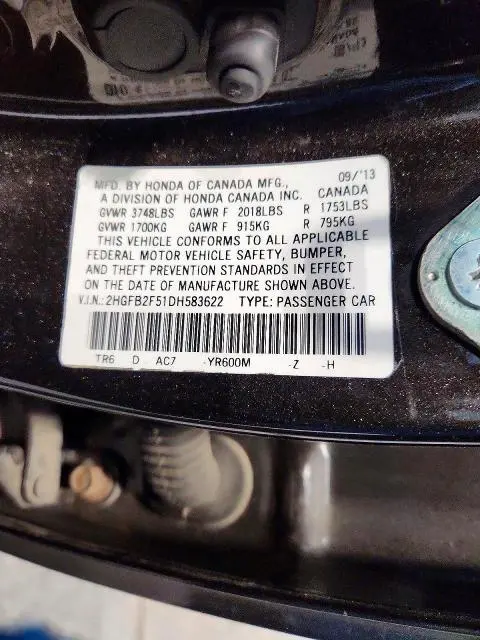 MFD. BY HONDA OF CANADA MFG., 09/'13
A DIVISION OF HONDA CANADA INC. CANADA
GVWR 3748LBS GAWR F 2018LBS R 1753LBS
GVWR 1700KG GAWR F 915KG R 795KG
THIS VEHICLE CONFORMS TO ALL APPLICABLE
FEDERAL MOTOR VEHICLE SAFETY, BUMPER,
AND THEFT PREVENTION STANDARDS IN EFFECT
ON THE DATE OF MANUFACTURE SHOWN ABOVE.
V.I.N.: 2HGFB2F51DH583622 TYPE: PASSENGER CAR
TR6 D AC7 -YR600M -Z -H